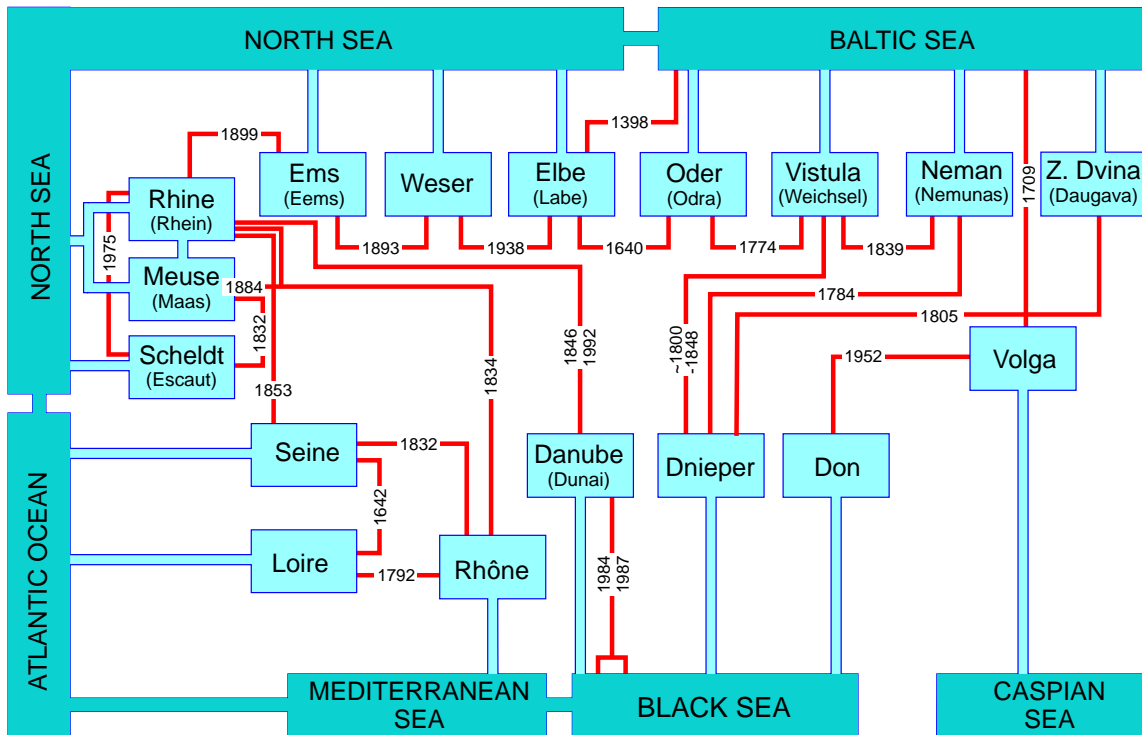 NORTH SEA
BALTIC SEA
1899
1398
Ems
(Eems)
Weser
Elbe
(Labe)
Oder
(Odra)
Vistula
(Weichsel)
Neman
(Nemunas)
1709
Z. Dvina
(Daugava)
NORTH SEA
Rhine
(Rhein)
1975
1893
1938
1640
1774
1839
Meuse
(Maas)
1884
1832
1784
1805
Scheldt
(Escaut)
1853
1834
1846
1992
~1800
-1848
1952
Volga
ATLANTIC OCEAN
Seine
1832
Danube
(Dunai)
Dnieper
Don
1642
Loire
1792
Rhône
1984
1987
MEDITERRANEAN
SEA
BLACK SEA
CASPIAN
SEA